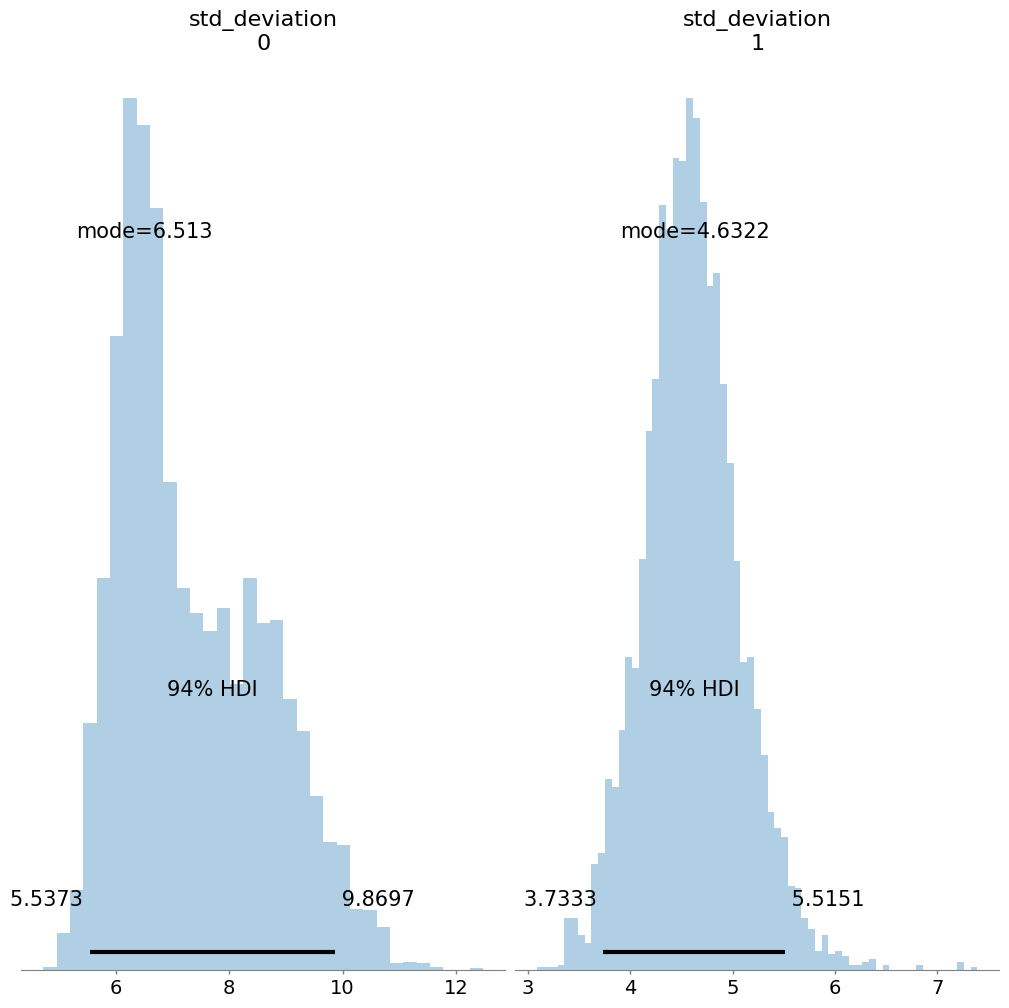 std_deviation
0
mode=6.513
94% HDI
5.5373
9.8697
6
8
10
12
std_deviation
1
mode=4.6322
94% HDI
3.7333
5.5151
3
4
5
6
7